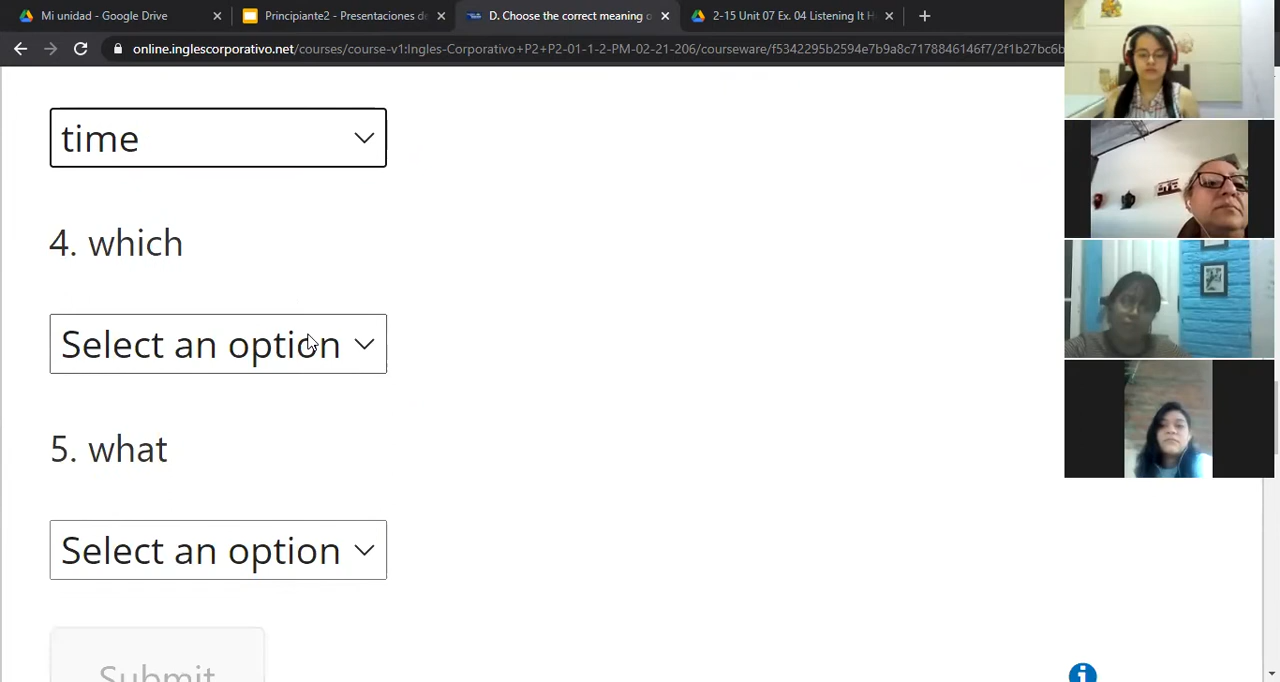 Mi unidad - Google Drive
Principiante2 - Presentaciones de
D. Choose the correct meaning o
2-15 Unit 07 Ex. 04 Listening It H
online.inglescorporativo.net/courses/course-v1:Ingles-Corporativo+P2+P2-01-1-2-PM-02-21-206/courseware/f5342295b2594e7b9a8c7178846146f7/2f1b27bc6b
time
4. which
Select an option
5. what
Select an option
Submit